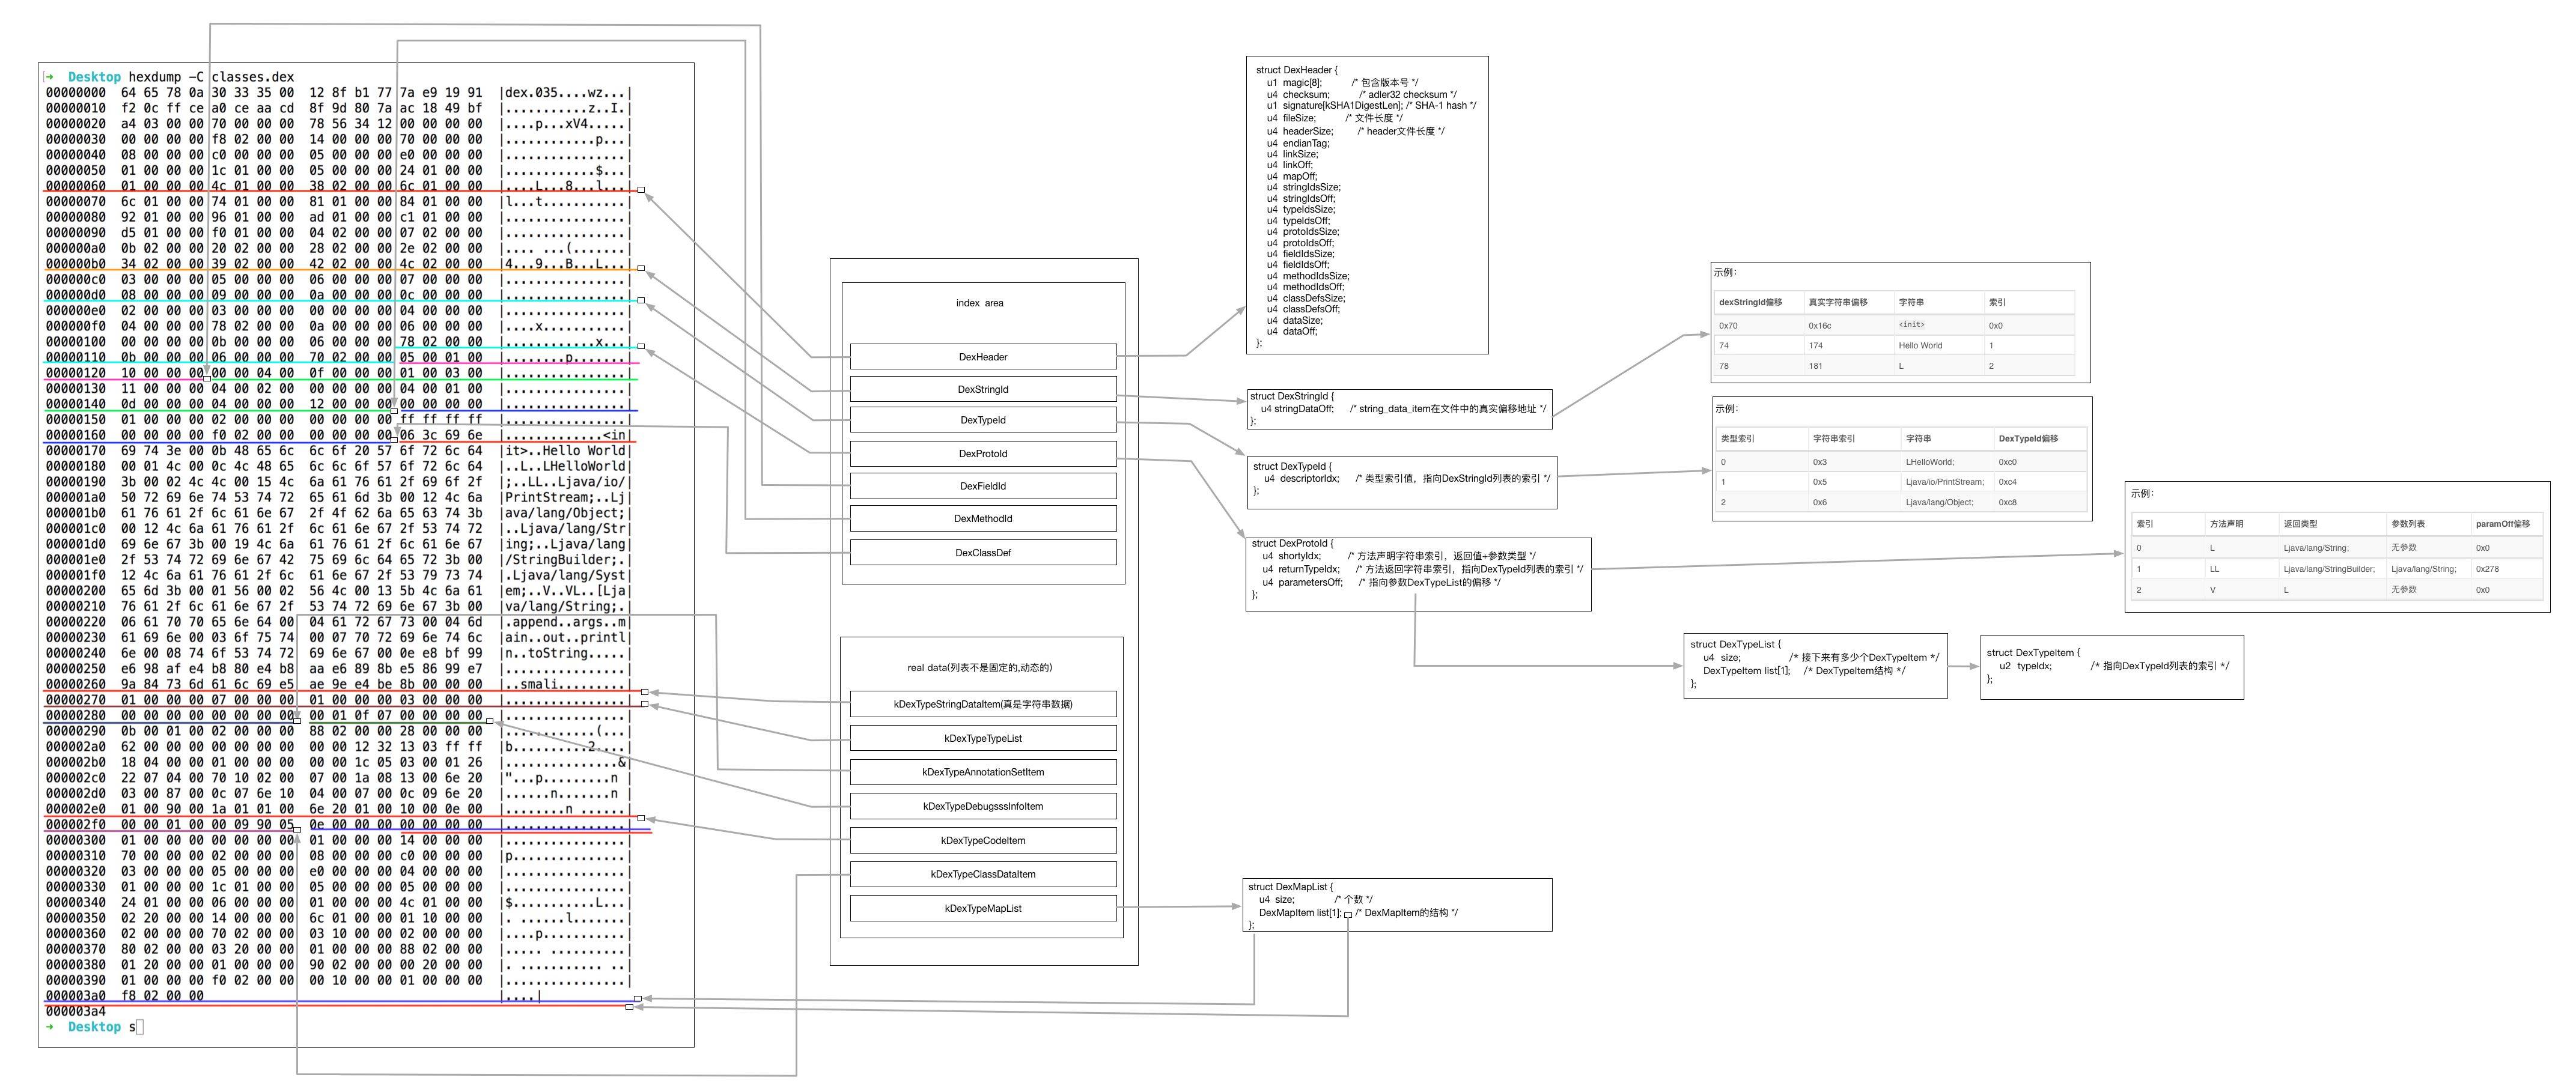 [➜  Desktop hexdump -C classes.dex
00000000  64 65 78 0a 30 33 35 00  12 8f b1 77 7a e9 19 91  |dex.035....wz...|
00000010  f2 0c ff ce a0 ce aa cd  8f 9d 80 7a ac 18 49 bf  |...........z..I.|
00000020  a4 03 00 00 70 00 00 00  78 56 34 12 00 00 00 00  |....p...xV4.....|
00000030  00 00 00 00 f8 02 00 00  14 00 00 00 70 00 00 00  |............p...|
00000040  08 00 00 00 c0 00 00 00  05 00 00 00 e0 00 00 00  |................|
00000050  01 00 00 00 1c 01 00 00  05 00 00 00 24 01 00 00  |............$...|
00000060  01 00 00 00 4c 01 00 00  38 02 00 00 6c 01 00 00  |....L...8...l...|
00000070  6c 01 00 00 74 01 00 00  81 01 00 00 84 01 00 00  |l...t...........|
00000080  92 01 00 00 96 01 00 00  ad 01 00 00 c1 01 00 00  |................|
00000090  d5 01 00 00 f0 01 00 00  04 02 00 00 07 02 00 00  |................|
000000a0  0b 02 00 00 20 02 00 00  28 02 00 00 2e 02 00 00  |.... ...(.......|
000000b0  34 02 00 00 39 02 00 00  42 02 00 00 4c 02 00 00  |4...9...B...L...|
000000c0  03 00 00 00 05 00 00 00  06 00 00 00 07 00 00 00  |................|
000000d0  08 00 00 00 09 00 00 00  0a 00 00 00 0c 00 00 00  |................|
000000e0  02 00 00 00 03 00 00 00  00 00 00 00 04 00 00 00  |................|
000000f0  04 00 00 00 78 02 00 00  0a 00 00 00 06 00 00 00  |....x...........|
00000100  00 00 00 00 0b 00 00 00  06 00 00 00 78 02 00 00  |............x...|
00000110  0b 00 00 00 06 00 00 00  70 02 00 00 05 00 01 00  |........p.......|
00000120  10 00 00 00 00 00 04 00  0f 00 00 00 01 00 03 00  |................|
00000130  11 00 00 00 04 00 02 00  00 00 00 00 04 00 01 00  |................|
00000140  0d 00 00 00 04 00 00 00  12 00 00 00 00 00 00 00  |................|
00000150  01 00 00 00 02 00 00 00  00 00 00 00 ff ff ff ff  |................|
00000160  00 00 00 00 f0 02 00 00  00 00 00 00 06 3c 69 6e  |.............<in|
00000170  69 74 3e 00 0b 48 65 6c  6c 6f 20 57 6f 72 6c 64  |it>..Hello World|
00000180  00 01 4c 00 0c 4c 48 65  6c 6c 6f 57 6f 72 6c 64  |..L..LHelloWorld|
00000190  3b 00 02 4c 4c 00 15 4c  6a 61 76 61 2f 69 6f 2f  |;..LL..Ljava/io/|
000001a0  50 72 69 6e 74 53 74 72  65 61 6d 3b 00 12 4c 6a  |PrintStream;..Lj|
000001b0  61 76 61 2f 6c 61 6e 67  2f 4f 62 6a 65 63 74 3b  |ava/lang/Object;|
000001c0  00 12 4c 6a 61 76 61 2f  6c 61 6e 67 2f 53 74 72  |..Ljava/lang/Str|
000001d0  69 6e 67 3b 00 19 4c 6a  61 76 61 2f 6c 61 6e 67  |ing;..Ljava/lang|
000001e0  2f 53 74 72 69 6e 67 42  75 69 6c 64 65 72 3b 00  |/StringBuilder;.|
000001f0  12 4c 6a 61 76 61 2f 6c  61 6e 67 2f 53 79 73 74  |.Ljava/lang/Syst|
00000200  65 6d 3b 00 01 56 00 02  56 4c 00 13 5b 4c 6a 61  |em;..V..VL..[Lja|
00000210  76 61 2f 6c 61 6e 67 2f  53 74 72 69 6e 67 3b 00  |va/lang/String;.|
00000220  06 61 70 70 65 6e 64 00  04 61 72 67 73 00 04 6d  |.append..args..m|
00000230  61 69 6e 00 03 6f 75 74  00 07 70 72 69 6e 74 6c  |ain..out..printl|
00000240  6e 00 08 74 6f 53 74 72  69 6e 67 00 0e e8 bf 99  |n..toString.....|
00000250  e6 98 af e4 b8 80 e4 b8  aa e6 89 8b e5 86 99 e7  |................|
00000260  9a 84 73 6d 61 6c 69 e5  ae 9e e4 be 8b 00 00 00  |..smali.........|
00000270  01 00 00 00 07 00 00 00  01 00 00 00 03 00 00 00  |................|
00000280  00 00 00 00 00 00 00 00  00 01 0f 07 00 00 00 00  |................|
00000290  0b 00 01 00 02 00 00 00  88 02 00 00 28 00 00 00  |............(...|
000002a0  62 00 00 00 00 00 00 00  00 00 12 32 13 03 ff ff  |b..........2....|
000002b0  18 04 00 00 01 00 00 00  00 00 1c 05 03 00 01 26  |...............&|
000002c0  22 07 04 00 70 10 02 00  07 00 1a 08 13 00 6e 20  |"...p.........n |
000002d0  03 00 87 00 0c 07 6e 10  04 00 07 00 0c 09 6e 20  |......n.......n |
000002e0  01 00 90 00 1a 01 01 00  6e 20 01 00 10 00 0e 00  |........n ......|
000002f0  00 00 01 00 00 09 90 05  0e 00 00 00 00 00 00 00  |................|
00000300  01 00 00 00 00 00 00 00  01 00 00 00 14 00 00 00  |................|
00000310  70 00 00 00 02 00 00 00  08 00 00 00 c0 00 00 00  |p...............|
00000320  03 00 00 00 05 00 00 00  e0 00 00 00 04 00 00 00  |................|
00000330  01 00 00 00 1c 01 00 00  05 00 00 00 05 00 00 00  |................|
00000340  24 01 00 00 06 00 00 00  01 00 00 00 4c 01 00 00  |$...........L...|
00000350  02 20 00 00 14 00 00 00  6c 01 00 00 01 10 00 00  |. ......l.......|
00000360  02 00 00 00 70 02 00 00  03 10 00 00 02 00 00 00  |....p...........|
00000370  80 02 00 00 03 20 00 00  01 00 00 00 88 02 00 00  |..... ..........|
00000380  01 20 00 00 01 00 00 00  90 02 00 00 00 20 00 00  |. ........... ..|
00000390  01 00 00 00 f0 02 00 00  00 10 00 00 01 00 00 00  |................|
000003a0  f8 02 00 00                                       |....|
000003a4
➜  Desktop s
index area
DexHeader
DexStringId
DexTypeId
DexProtoId
DexFieldId
DexMethodId
DexClassDef
real data(列表不是固定的,动态的)
kDexTypeStringDataItem(真是字符串数据)
kDexTypeTypeList
kDexTypeAnnotationSetItem
kDexTypeDebugsssInfoItem
kDexTypeCodeItem
kDexTypeClassDataItem
kDexTypeMapList
struct DexHeader {
u1 magic[8]; /* 包含版本号 */
u4 checksum; /* adler32 checksum */
u1 signature[kSHA1DigestLen]; /* SHA-1 hash */
u4 fileSize; /* 文件长度 */
u4 headerSize; /* header文件长度 */
u4 endianTag;
u4 linkSize;
u4 linkOff;
u4 mapOff;
u4 stringIdsSize;
u4 stringIdsOff;
u4 typeIdsSize;
u4 typeIdsOff;
u4 protoIdsSize;
u4 protoIdsOff;
u4 fieldIdsSize;
u4 fieldIdsOff;
u4 methodIdsSize;
u4 methodIdsOff;
u4 classDefsSize;
u4 classDefsOff;
u4 dataSize;
u4 dataOff;
};
struct DexStringId {
u4 stringDataOff; /* string_data_item在文件中的真实偏移地址 */
};
struct DexTypeId {
u4 descriptorIdx; /* 类型索引值，指向DexStringId列表的索引 */
};
struct DexProtoId {
u4 shortyIdx; /* 方法声明字符串索引，返回值+参数类型 */
u4 returnTypeIdx; /* 方法返回字符串索引，指向DexTypeId列表的索引 */
u4 parametersOff; /* 指向参数DexTypeList的偏移 */
};
示例：
dexStringId偏移 真实字符串偏移 字符串 索引
0x70 0x16c <init> 0x0
74 174 Hello World 1
78 181 L 2
示例：
类型索引 字符串索引 字符串 DexTypeId偏移
0 0x3 LHelloWorld; 0xc0
1 0x5 Ljava/io/PrintStream; 0xc4
2 0x6 Ljava/lang/Object; 0xc8
示例：
索引 方法声明 返回类型 参数列表 paramOff偏移
0 L Ljava/lang/String; 无参数 0x0
1 LL Ljava/lang/StringBuilder; Ljava/lang/String; 0x278
2 V L 无参数 0x0
struct DexTypeList {
u4 size; /* 接下来有多少个DexTypeItem */
DexTypeItem list[1]; /* DexTypeItem结构 */
};
struct DexTypeItem {
u2 typeIdx; /* 指向DexTypeId列表的索引 */
};
struct DexMapList {
u4 size; /* 个数 */
DexMapItem list[1]; /* DexMapItem的结构 */
};